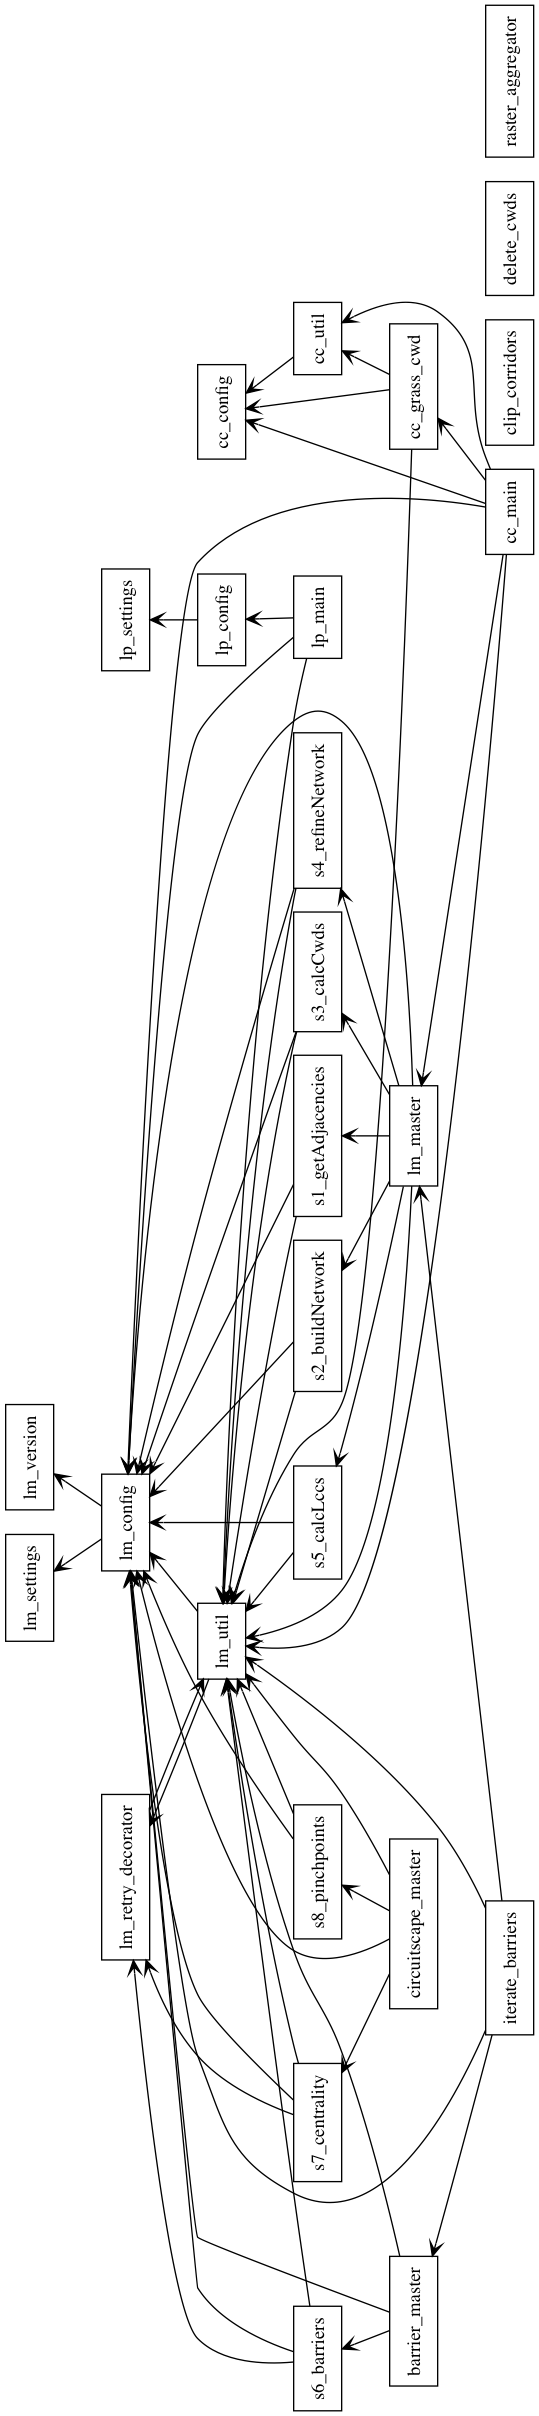 raster_aggregator
delete_cwds
clip_corridors
cc_util
cc_grass_cwd
cc_config
cc_main
lp_settings
lp_config
lp_main
s4_refineNetwork
s3_calcCwds
s1_getAdjacencies
lm_master
s2_buildNetwork
lm_version
lm_config
s5_calcLccs
lm_settings
lm_util
lm_retry_decorator
s8_pinchpoints
circuitscape_master
iterate_barriers
s7_centrality
barrier_master
s6_barriers